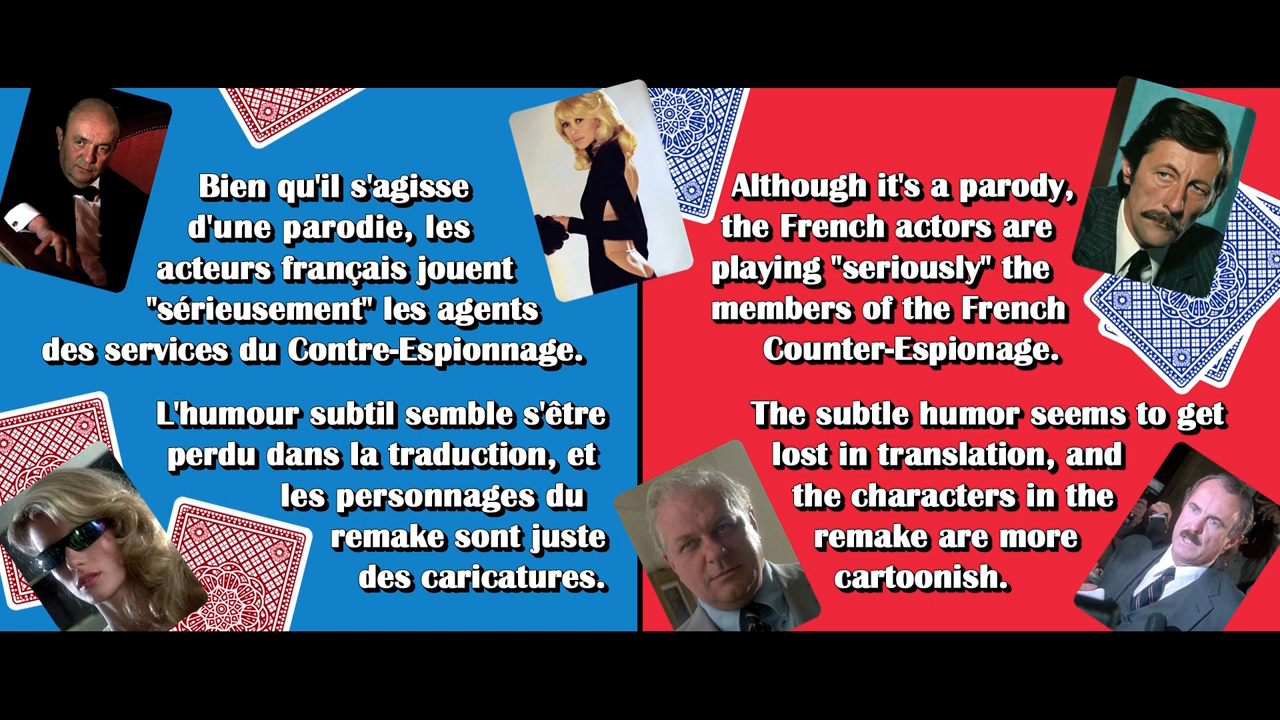 Bien qu'il s'agisse
d'une parodie, les
acteurs français jouent
"sérieusement" les agents
des services du Contre-Espionnage.
L'humour subtil semble s'être
perdu dans la traduction, et
les personnages du
remake sont juste
des caricatures.
Although it's a parody,
the French actors are
playing "seriously" the
members of the French
Counter-Espionage.
The subtle humor seems to get
lost in translation, and
the characters in the
remake are more
cartoonish.